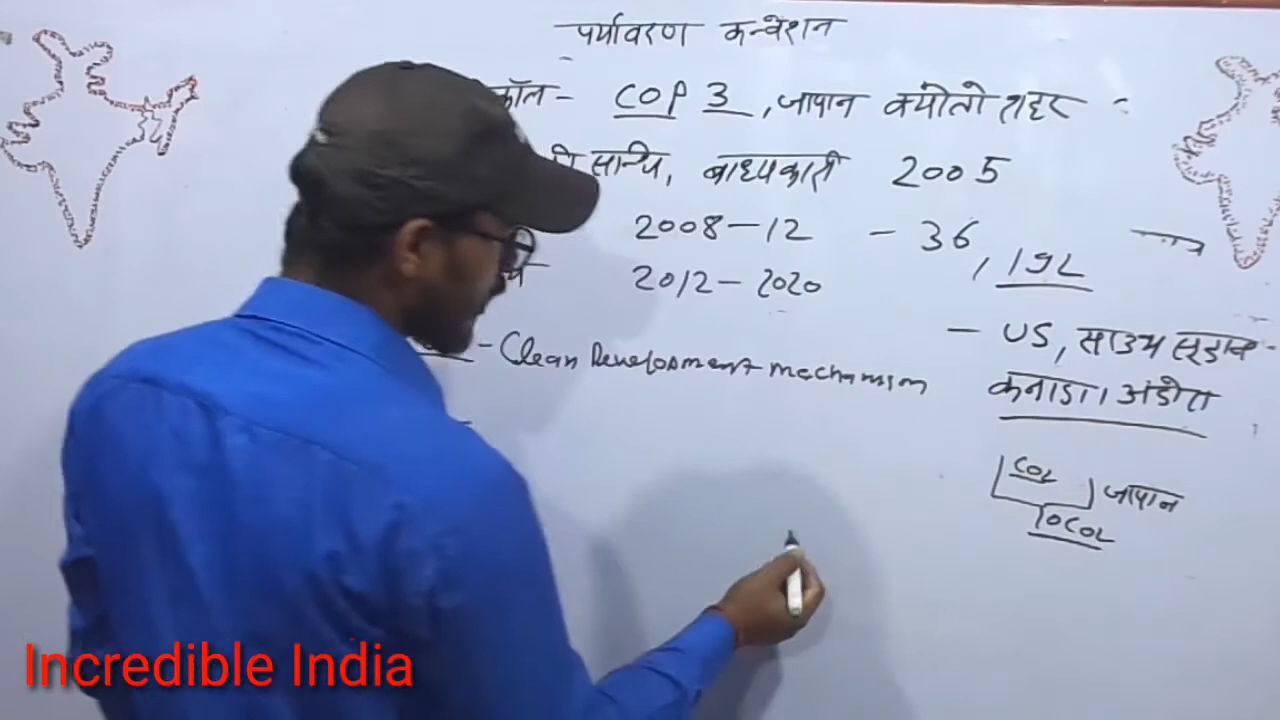 पर्यावरण कन्वेशन
कॉल - COP 3, जापान क्योतो शहर -
सन्धि, बाध्यकारी 2005
2008-12 - 36, 192
2012-2020
- US, साउथ सूडान -
- Clean Development mechanism
कनाडा। अंडोरा
CO2 जापान
10CO2
Incredible India